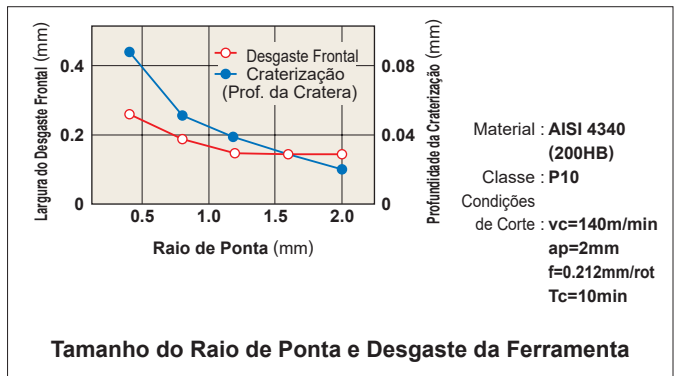 Largura do Desgaste Frontal (mm)
0.4
0.2
0
Desgaste Frontal
Craterização
(Prof. da Cratera)
0.08
0.04
0
Profundidade da Craterização (mm)
0.5 1.0 1.5 2.0
Raio de Ponta (mm)
Material : AISI 4340
(200HB)
Classe : P10
Condições
de Corte : vc=140m/min
ap=2mm
f=0.212mm/rot
Tc=10min
Tamanho do Raio de Ponta e Desgaste da Ferramenta